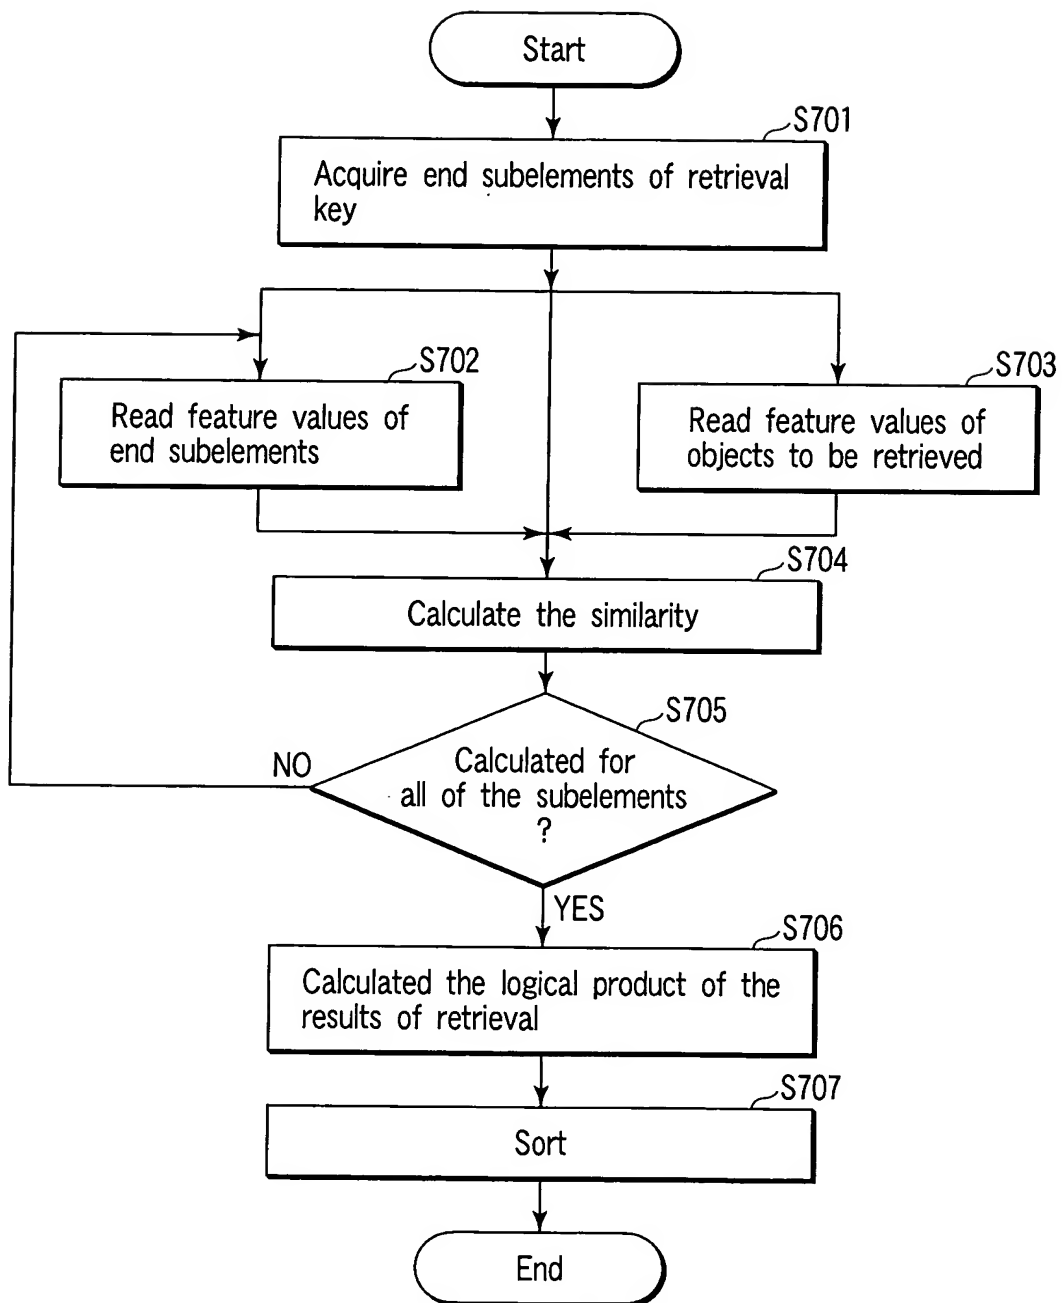 Start
S701
Acquire end subelements of retrieval
key
S702
Read feature values of
end subelements
S703
Read feature values of
objects to be retrieved
S704
Calculate the similarity
S705
Calculated for
all of the subelements
?
NO
YES
S706
Calculated the logical product of the
results of retrieval
S707
Sort
End